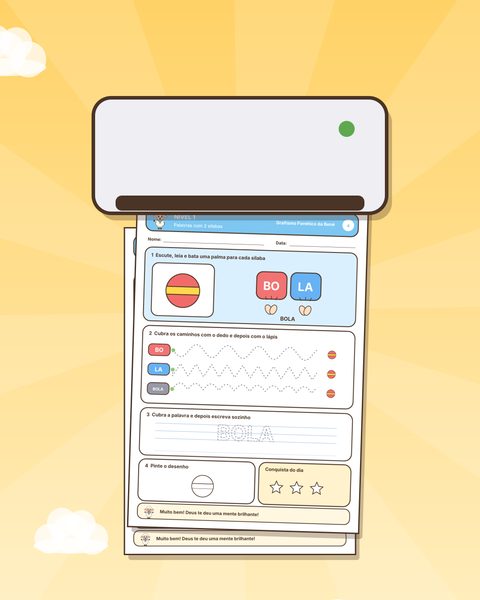 NÍVEL 1
Palavras com 2 sílabas
Grafismo Fonético da Boca
Nome:
Data:
1 Escute, leia e bata uma palma para cada sílaba
BO LA
BOLA
2 Cubra os caminhos com o dedo e depois com o lápis
BO
LA
BOLA
3 Cubra a palavra e depois escreva sozinho
BOLA
4 Pinte o desenho
Conquista do dia
Muito bem! Deus te deu uma mente brilhante!
Muito bem! Deus te deu uma mente brilhante!